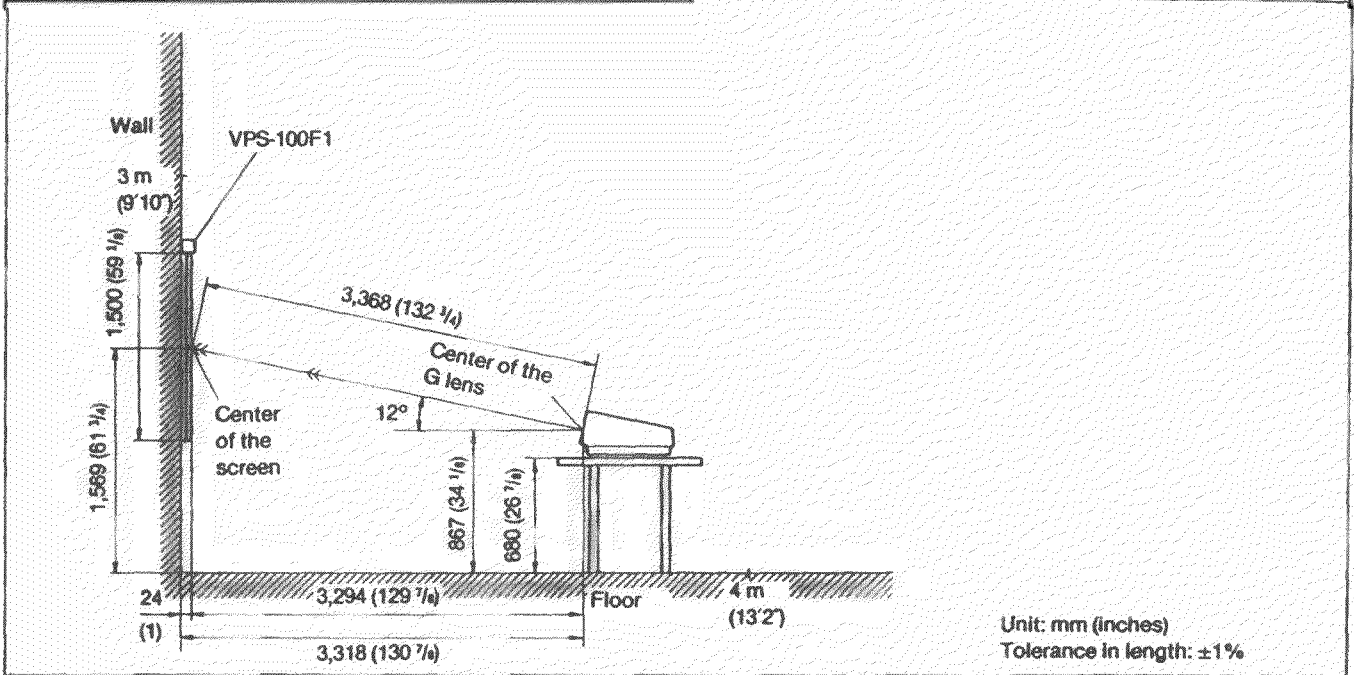 Wall
VPS-100F1
3 m
(9'10")
1,500 (59 1/8)
3,368 (132 3/4)
Center of the
G lens
12°
Center
of the
screen
1,569 (61 3/4)
867 (34 1/8)
680 (26 7/8)
24
(1)
3,294 (129 7/8)
Floor
4 m
(13'2")
3,318 (130 7/8)
Unit: mm (inches)
Tolerance in length: ±1%